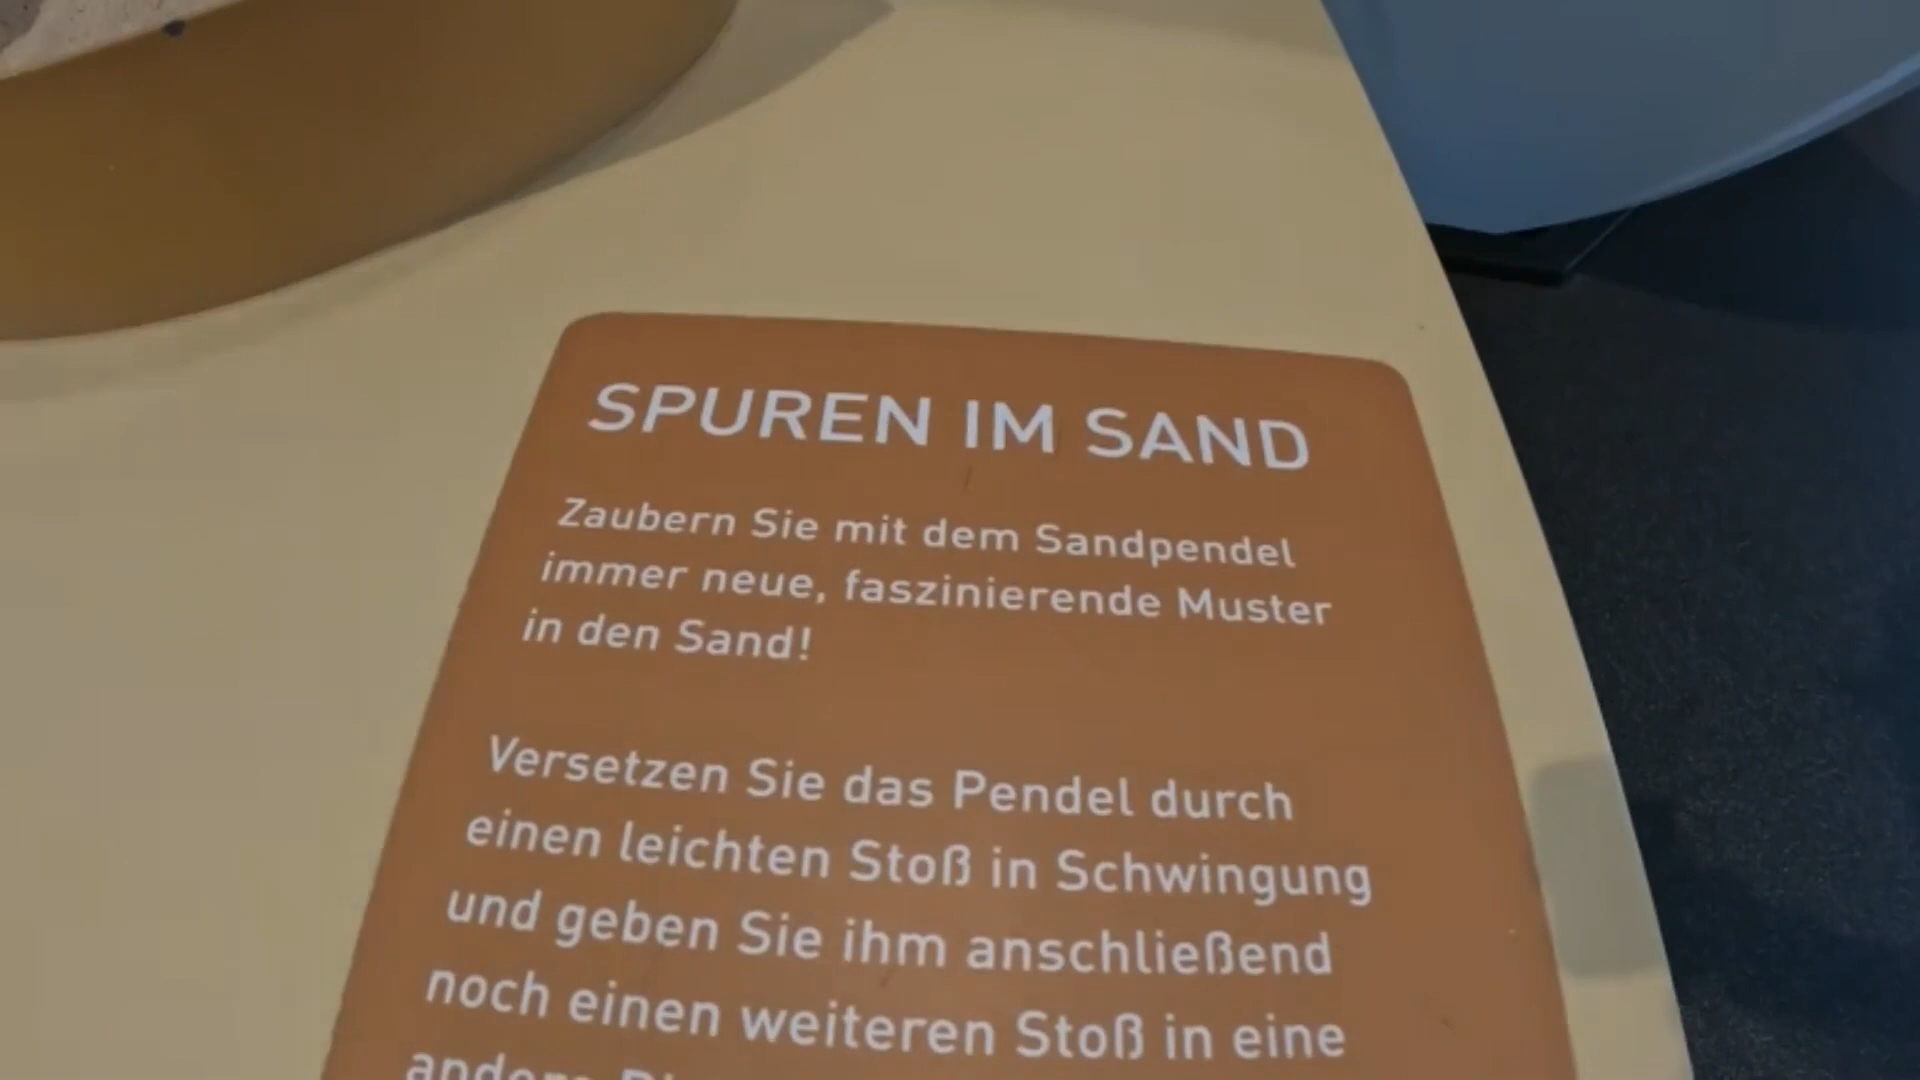 SPUREN IM SAND
Zaubern Sie mit dem Sandpendel
immer neue, faszinierende Muster
in den Sand!
Versetzen Sie das Pendel durch
einen leichten Stoß in Schwingung
und geben Sie ihm anschließend
noch einen weiteren Stoß in eine
andere